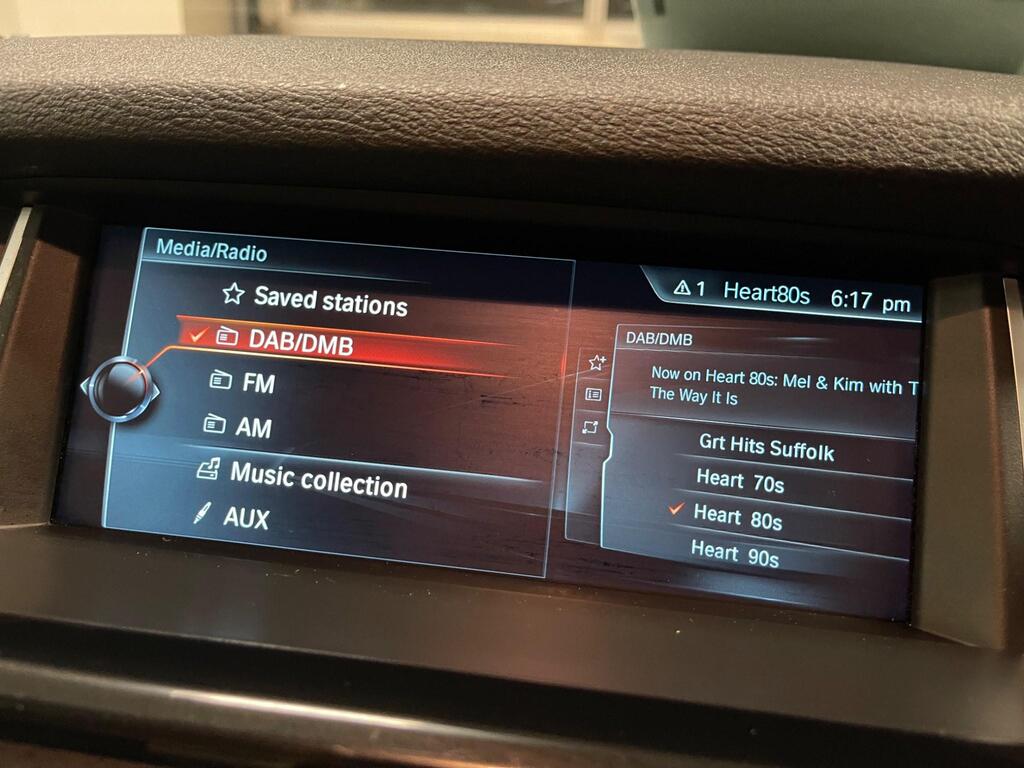 Media/Radio
Saved stations
DAB/DMB
FM
AM
Music collection
AUX
1 Heart80s 6:17 pm
DAB/DMB
Now on Heart 80s: Mel & Kim with T
The Way It Is
Grt Hits Suffolk
Heart 70s
Heart 80s
Heart 90s